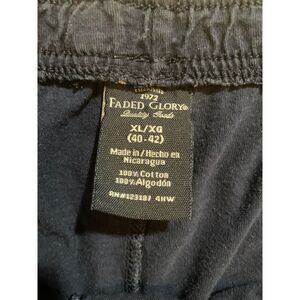 1972
FADED GLORY®
Quality Goods
XL/XG
(40-42)
Made in/Hecho en
Nicaragua
100% Cotton
100% Algodón
RN#123187 4HW